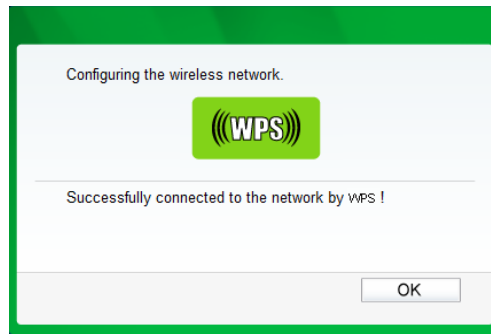 Configuring the wireless network.
WPS
Successfully connected to the network by WPS !
OK